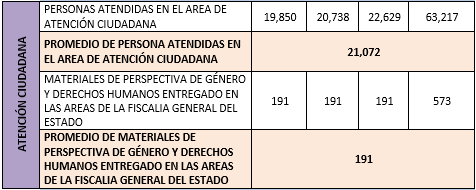 ATENCIÓN CIUDADANA
PERSONAS ATENDIDAS EN EL AREA DE
ATENCIÓN CIUDADANA
19,850 20,738 22,629 63,217
PROMEDIO DE PERSONA ATENDIDAS EN
EL AREA DE ATENCIÓN CIUDADANA
21,072
MATERIALES DE PERSPECTIVA DE GÉNERO
Y DERECHOS HUMANOS ENTREGADO EN
LAS AREAS DE LA FISCALIA GENERAL DEL
ESTADO
191 191 191 573
PROMEDIO DE MATERIALES DE
PERSPECTIVA DE GÉNERO Y DERECHOS
HUMANOS ENTREGADO EN LAS AREAS
DE LA FISCALIA GENERAL DEL ESTADO
191